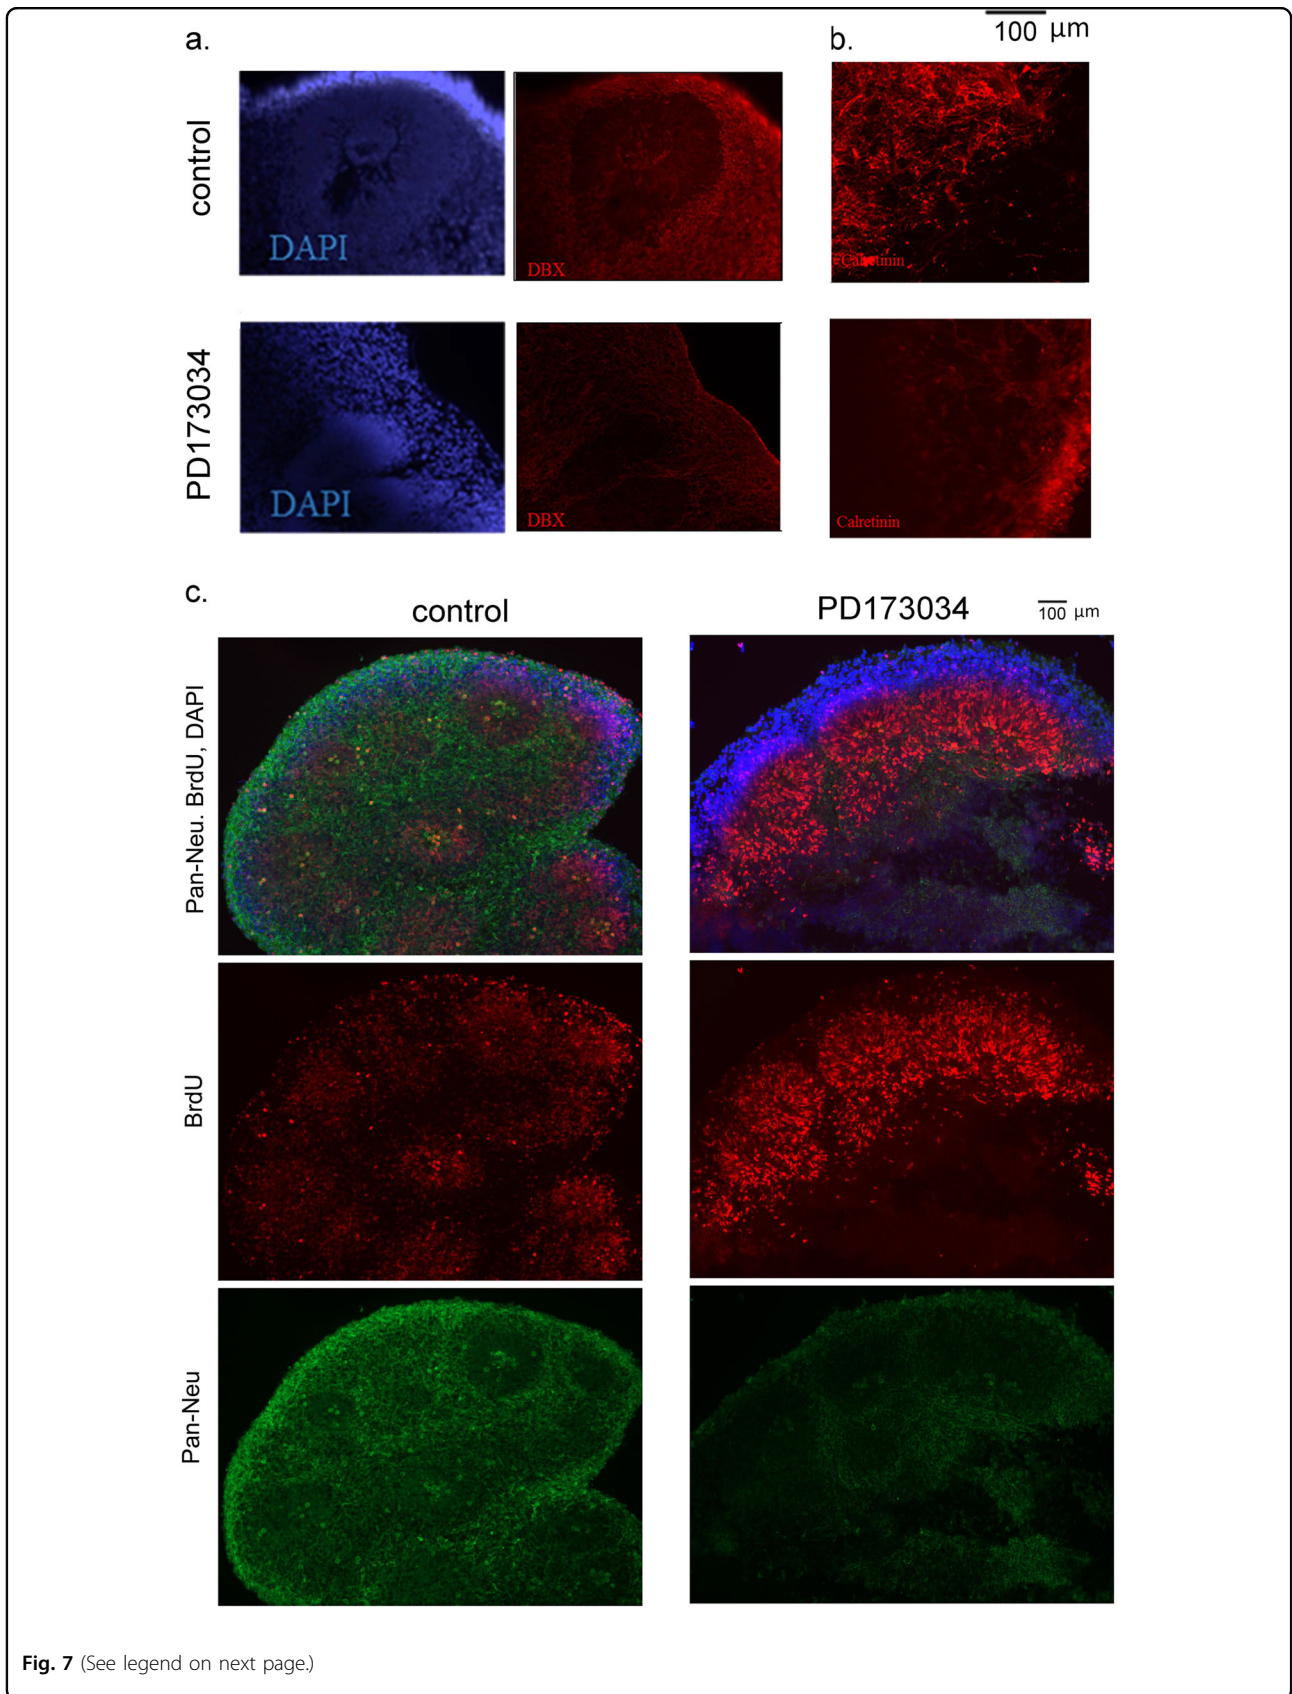 a.
b.
100 μm
control
DAPI
DBX
Calretinin
PD173034
DAPI
DBX
Calretinin
c.
control
PD173034
100 μm
Pan-Neu. BrdU, DAPI
BrdU
Pan-Neu
Fig. 7 (See legend on next page.)